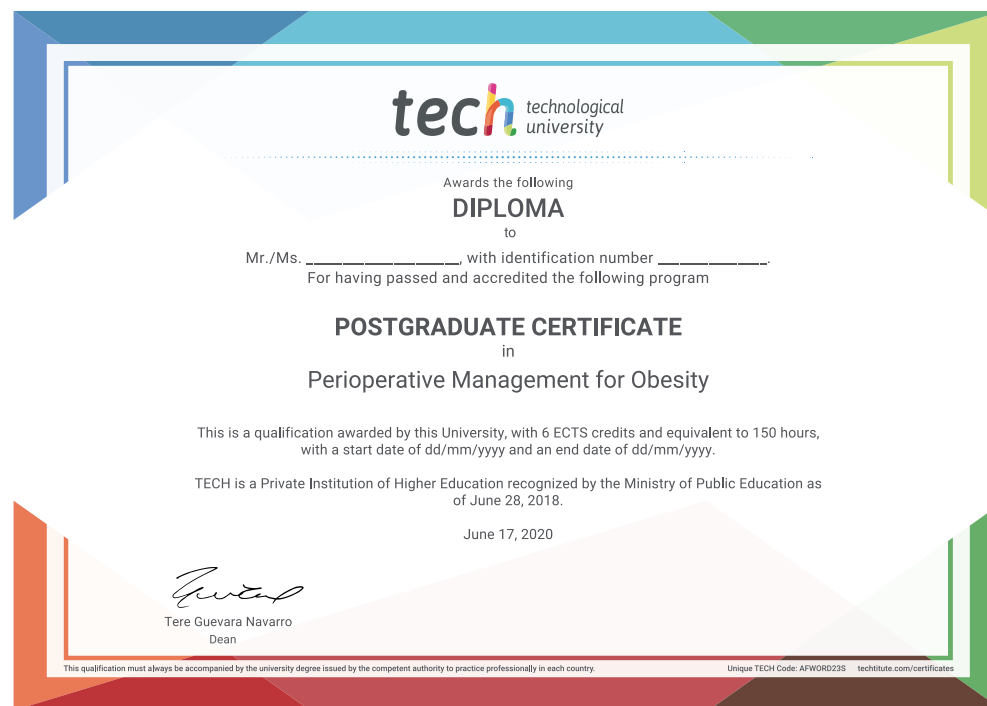 tech technological
university
Awards the following
DIPLOMA
to
Mr./Ms. ____________________, with identification number ______________.
For having passed and accredited the following program
POSTGRADUATE CERTIFICATE
in
Perioperative Management for Obesity
This is a qualification awarded by this University, with 6 ECTS credits and equivalent to 150 hours,
with a start date of dd/mm/yyyy and an end date of dd/mm/yyyy.
TECH is a Private Institution of Higher Education recognized by the Ministry of Public Education as
of June 28, 2018.
June 17, 2020
Tere Guevara Navarro
Dean
This qualification must always be accompanied by the university degree issued by the competent authority to practice professionally in each country.
Unique TECH Code: AFWORD23S techtitute.com/certificates